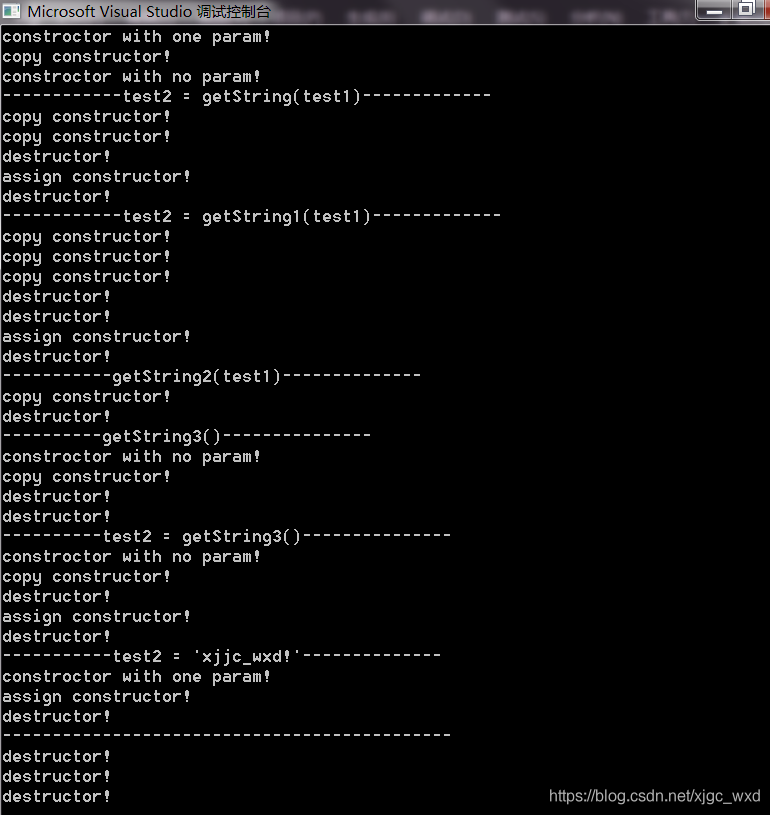 Microsoft Visual Studio 调试控制台
constroctor with one param!
copy constructor!
constroctor with no param!
------------test2 = getString(test1)-------------
copy constructor!
copy constructor!
destructor!
assign constructor!
destructor!
------------test2 = getString1(test1)-------------
copy constructor!
copy constructor!
copy constructor!
destructor!
destructor!
assign constructor!
destructor!
-----------getString2(test1)--------------
copy constructor!
destructor!
----------getString3()---------------
constroctor with no param!
copy constructor!
destructor!
destructor!
----------test2 = getString3()---------------
constroctor with no param!
copy constructor!
destructor!
assign constructor!
destructor!
-----------test2 = 'xjjc_wxd!'--------------
constroctor with one param!
assign constructor!
destructor!
---------------------------------------------
destructor!
destructor!
destructor!
https://blog.csdn.net/xjgc_wxd